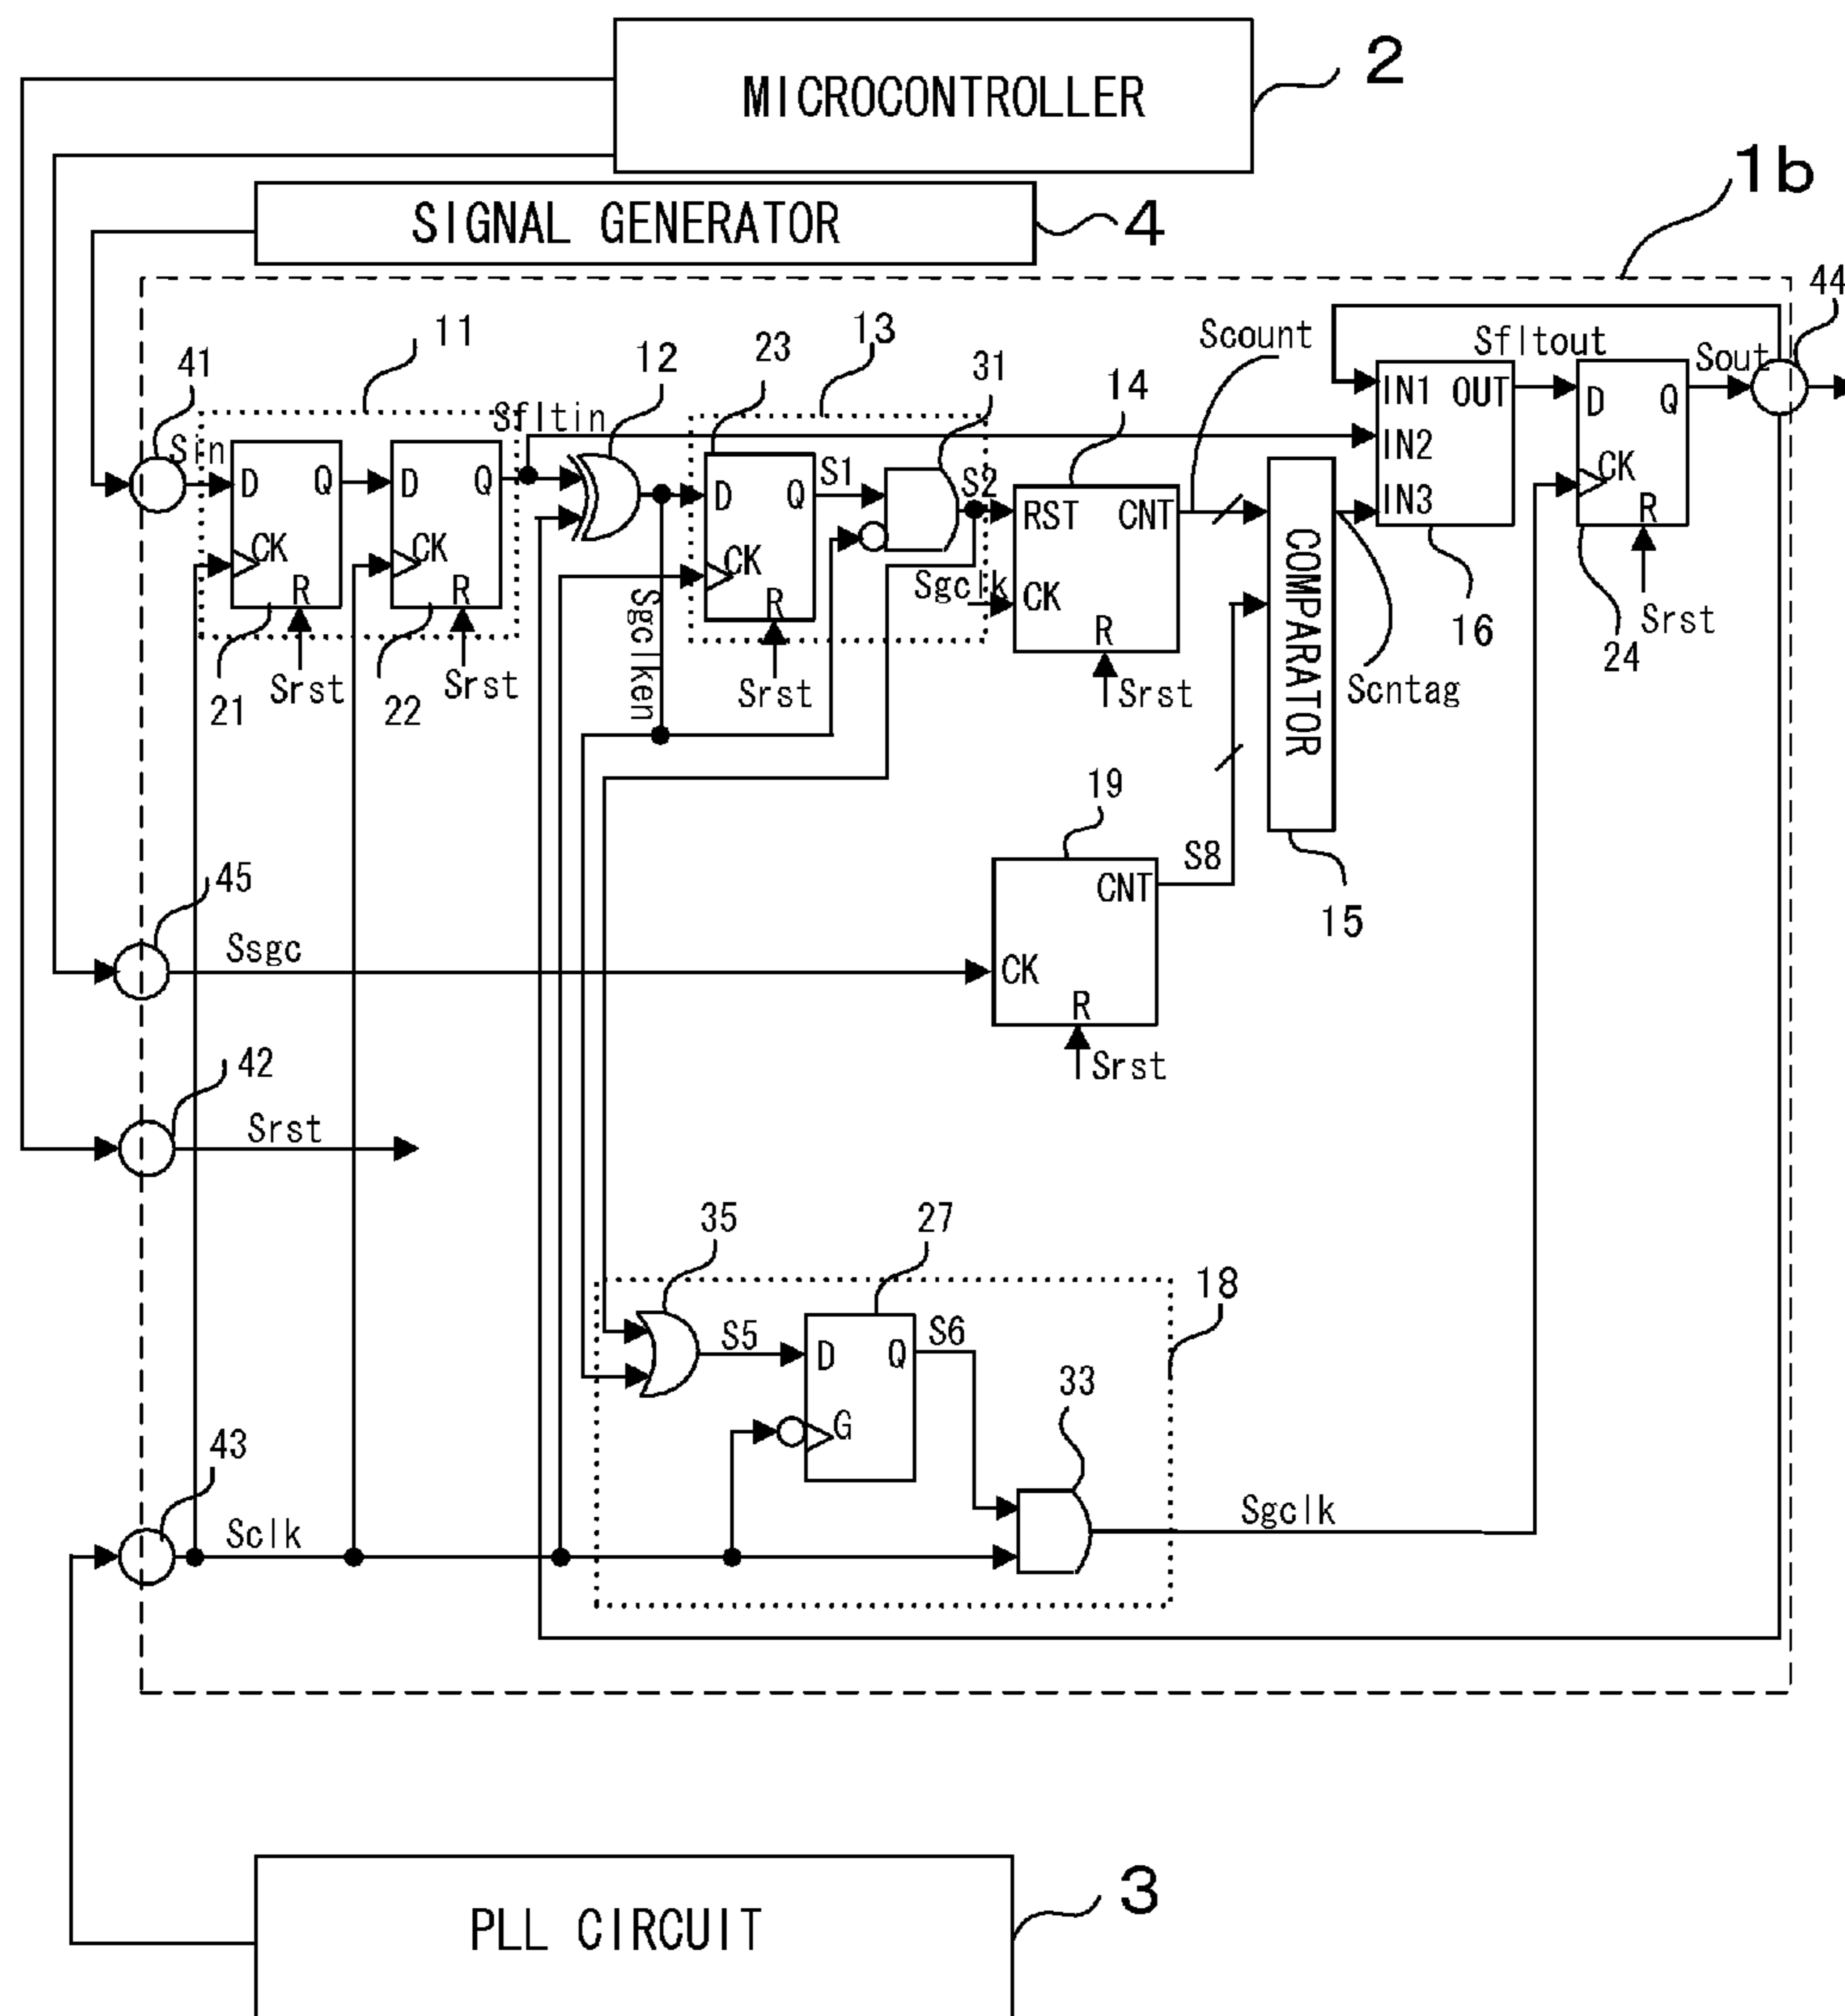 MICROCONTROLLER
2
1b
SIGNAL GENERATOR
4
44
11
13
41
12
23
31
Scount
Sfltout
Sout
14
Sfltin
Sin
IN1
OUT
D
Q
IN2
CK
IN3
R
D
Q
CK
R
D
Q
CK
R
D
Q
S1
CK
R
S2
RST
CNT
Sgclk
CK
R
COMPARATOR
16
24
Srst
21
Srst
22
Srst
Sgclken
Srst
Srst
Scntag
19
CNT
S8
15
45
Ssgc
CK
R
Srst
42
Srst
35
27
18
S5
D
Q
S6
G
33
43
Sclk
Sgclk
3
PLL CIRCUIT